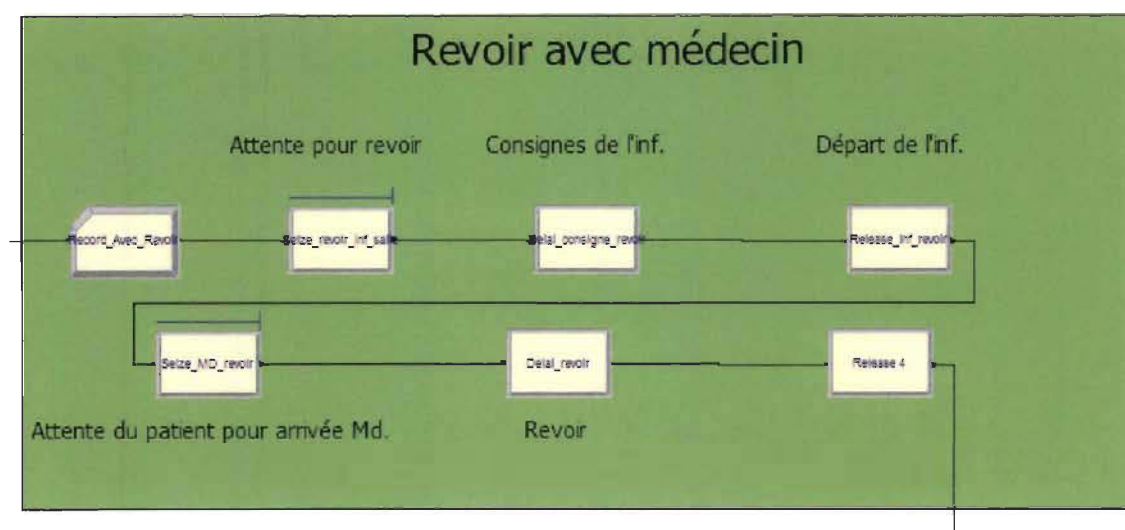 Revoir avec médecin
Attente pour revoir
Consignes de l'inf.
Départ de l'inf.
Record_Avec_Revoir
Seize_revoir_inf_salle
Delai_consigne_revoir
Release_Inf_revoir
Seize_MD_revoir
Delai_revoir
Release 4
Attente du patient pour arrivée Md.
Revoir